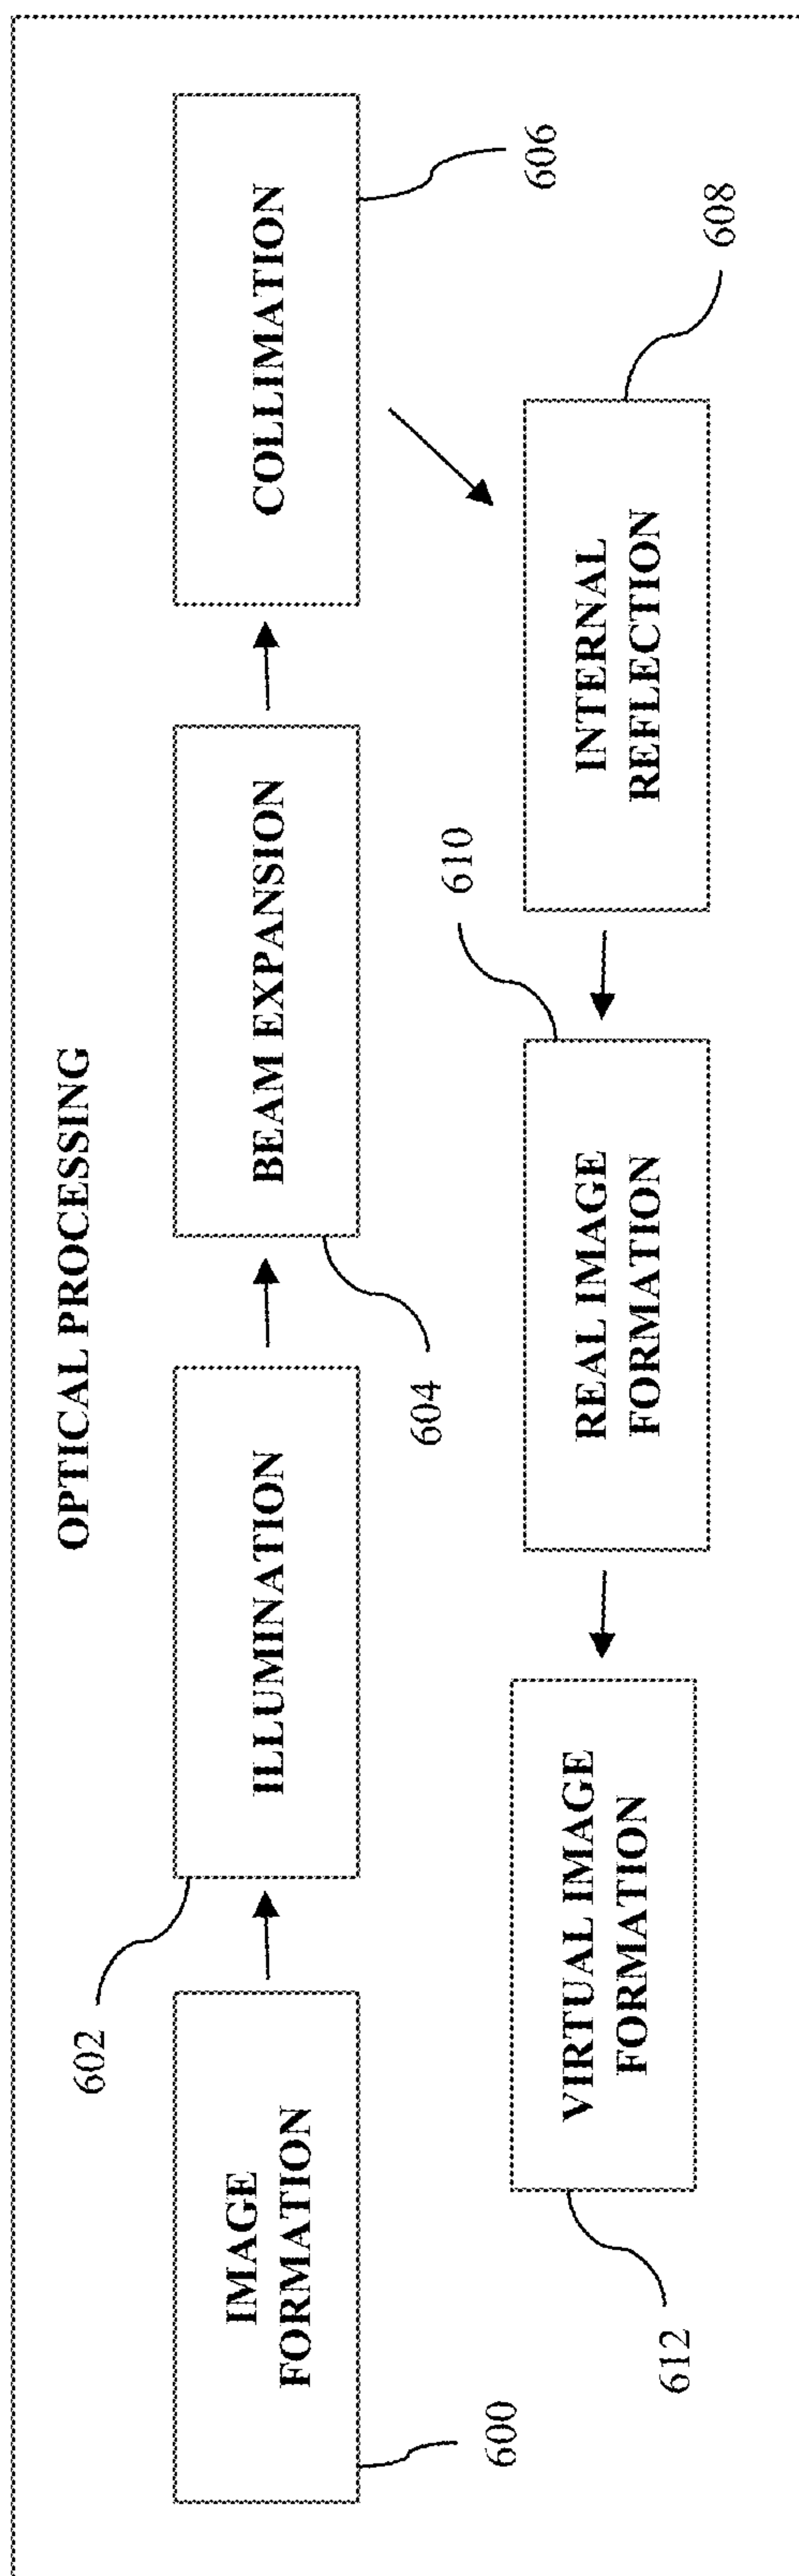 OPTICAL PROCESSING
IMAGE
FORMATION
600
ILLUMINATION
602
BEAM EXPANSION
604
COLLIMATION
606
INTERNAL
REFLECTION
608
REAL IMAGE
FORMATION
610
VIRTUAL IMAGE
FORMATION
612